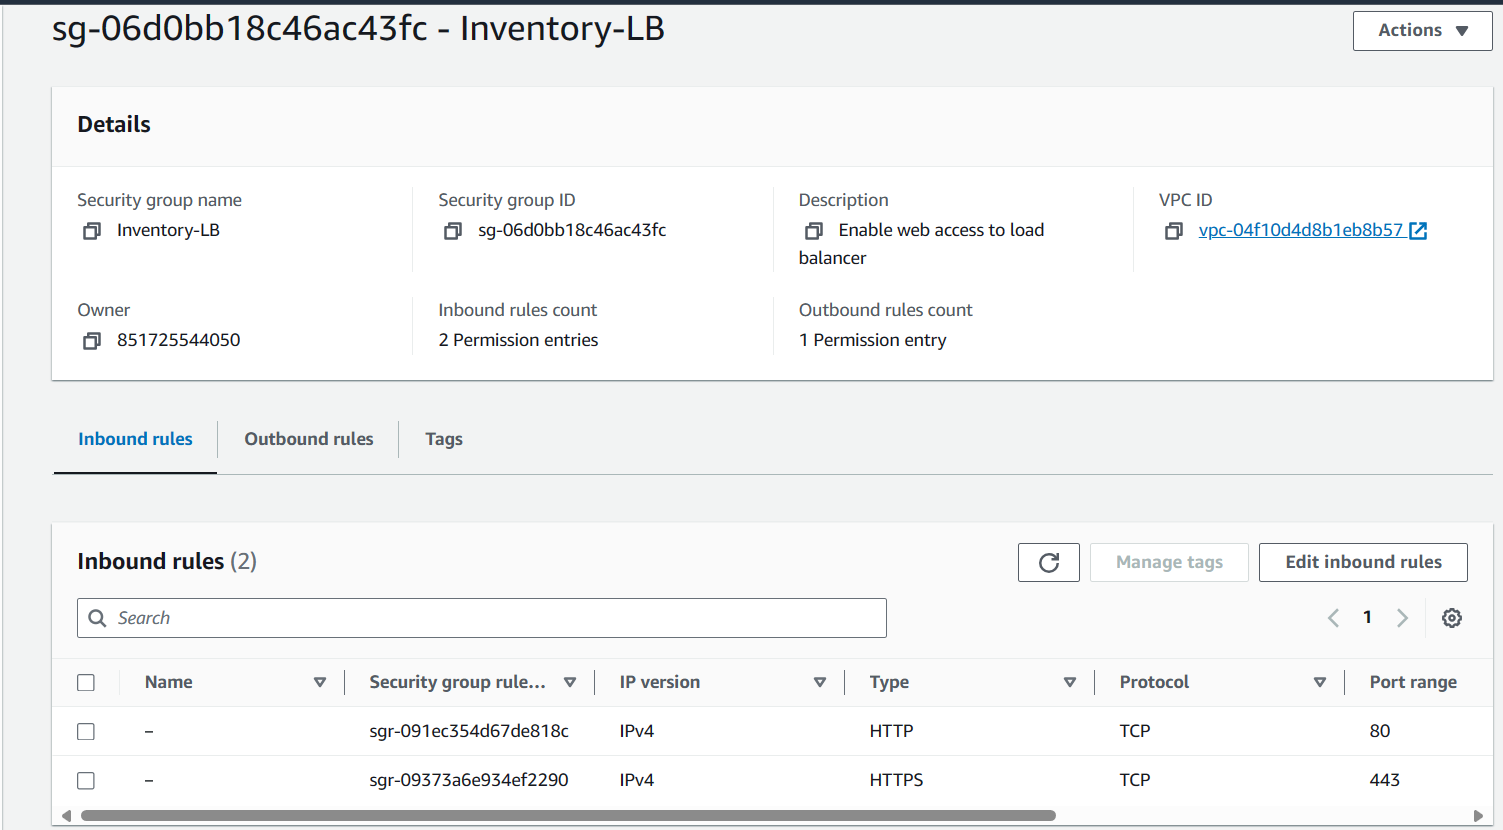 sg-06d0bb18c46ac43fc - Inventory-LB
Actions
Details
Security group name
Inventory-LB
Security group ID
sg-06d0bb18c46ac43fc
Description
Enable web access to load
balancer
VPC ID
vpc-04f10d4d8b1eb8b57
Owner
851725544050
Inbound rules count
2 Permission entries
Outbound rules count
1 Permission entry
Inbound rules
Outbound rules
Tags
Inbound rules (2)
Manage tags
Edit inbound rules
Search
1
Name Security group rule... IP version Type Protocol Port range
– sgr-091ec354d67de818c IPv4 HTTP TCP 80
– sgr-09373a6e934ef2290 IPv4 HTTPS TCP 443